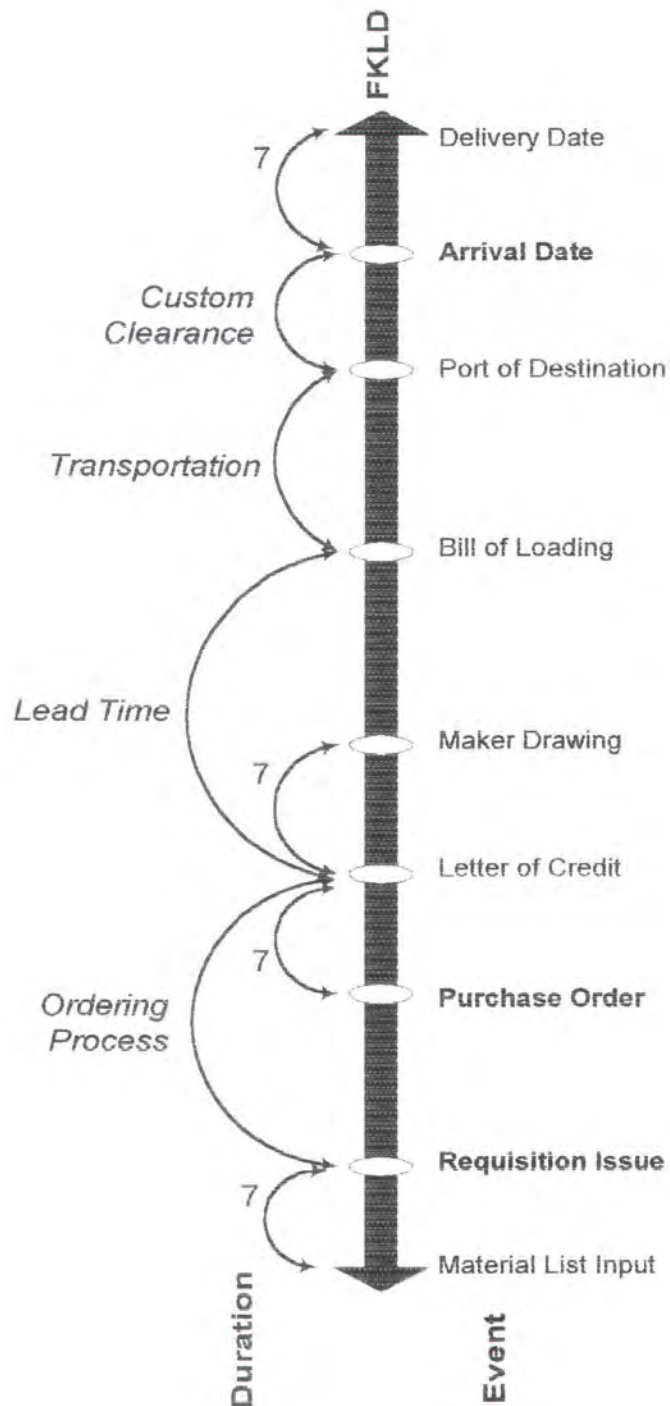 FKLD
Delivery Date
7
Arrival Date
Custom
Clearance
Port of Destination
Transportation
Bill of Loading
Lead Time
Maker Drawing
7
Letter of Credit
7
Purchase Order
Ordering
Process
Requisition Issue
7
Material List Input
Duration
Event